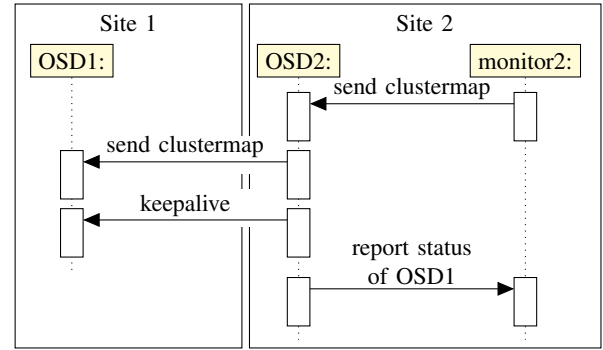 Site 1
Site 2
OSD1:
OSD2:
monitor2:
send clustermap
send clustermap
keepalive
report status
of OSD1